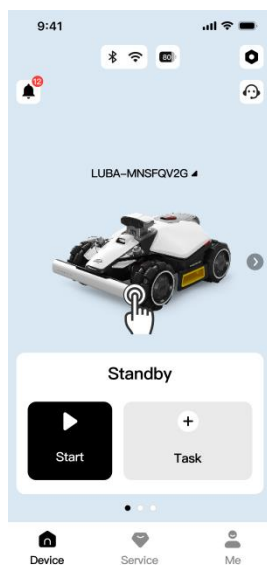 9:41
80
12
LUBA-MNSFQV2G
Standby
Start
Task
Device
Service
Me